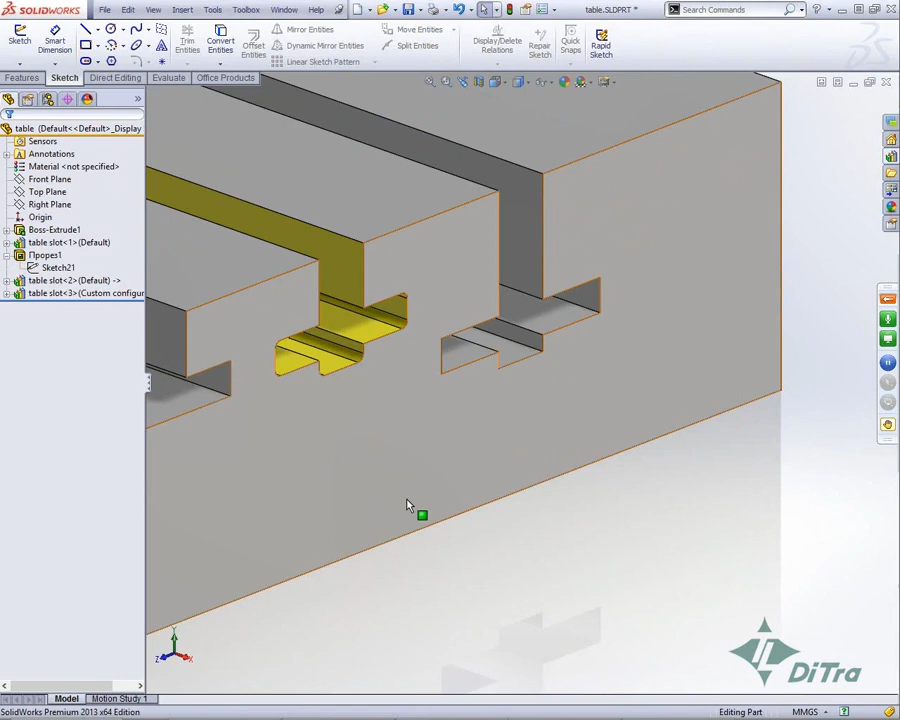 SOLIDWORKS File Edit View Insert Tools Toolbox Window Help table.SLDPRT * Search Commands ?
Sketch Smart Dimension Trim Entities Convert Entities Offset Entities Mirror Entities Move Entities Display/Delete Relations Repair Sketch Quick Snaps Rapid Sketch
Dynamic Mirror Entities Split Entities
Linear Sketch Pattern
Features Sketch Direct Editing Evaluate Office Products
table (Default<<Default>_Display
Sensors
Annotations
Material <not specified>
Front Plane
Top Plane
Right Plane
Origin
Boss-Extrude1
table slot<1>(Default)
Прорез1
Sketch21
table slot<2>(Default) ->
table slot<3>(Custom configur
Y
Z X
DiTra
Model Motion Study 1
SolidWorks Premium 2013 x64 Edition Editing Part MMGS ?